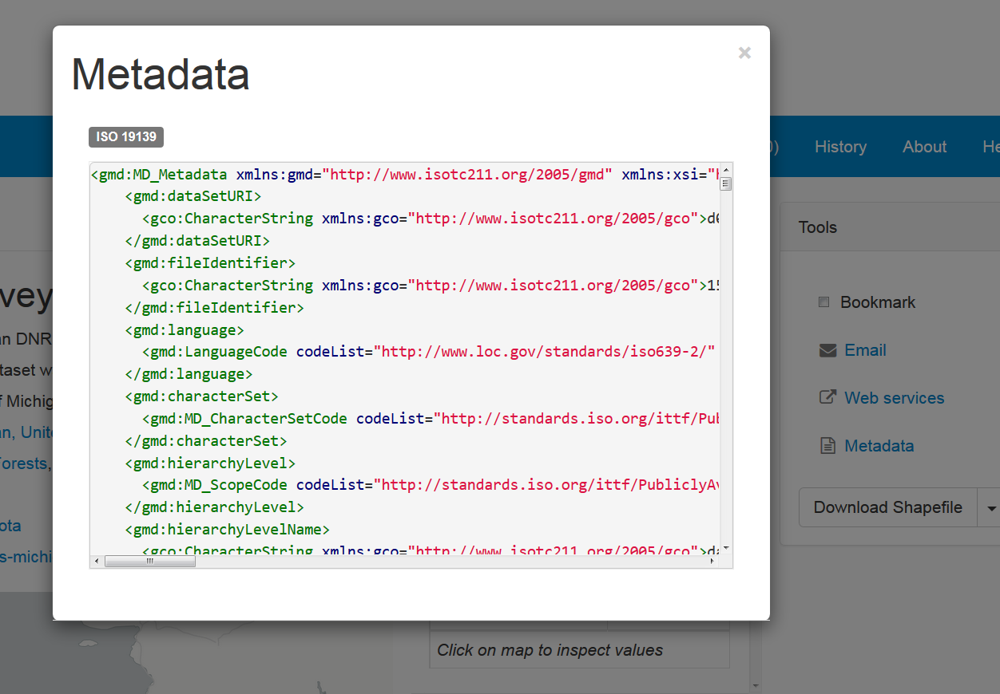 Metadata
×
ISO 19139
<gmd:MD_Metadata xmlns:gmd="http://www.isotc211.org/2005/gmd" xmlns:xsi="h
<gmd:dataSetURI>
<gco:CharacterString xmlns:gco="http://www.isotc211.org/2005/gco">d0
</gmd:dataSetURI>
<gmd:fileIdentifier>
<gco:CharacterString xmlns:gco="http://www.isotc211.org/2005/gco">15
</gmd:fileIdentifier>
<gmd:language>
<gmd:LanguageCode codeList="http://www.loc.gov/standards/iso639-2/"
</gmd:language>
<gmd:characterSet>
<gmd:MD_CharacterSetCode codeList="http://standards.iso.org/ittf/Pub
</gmd:characterSet>
<gmd:hierarchyLevel>
<gmd:MD_ScopeCode codeList="http://standards.iso.org/ittf/PubliclyAv
</gmd:hierarchyLevel>
<gmd:hierarchyLevelName>
<gco:CharacterString xmlns:gco="http://www.isotc211.org/2005/gco">da
0)
History
About
He
Tools
Bookmark
Email
Web services
Metadata
Download Shapefile
vey
an DNR
taset w
f Michig
an, Unite
Forests,
ota
s-michi
Click on map to inspect values